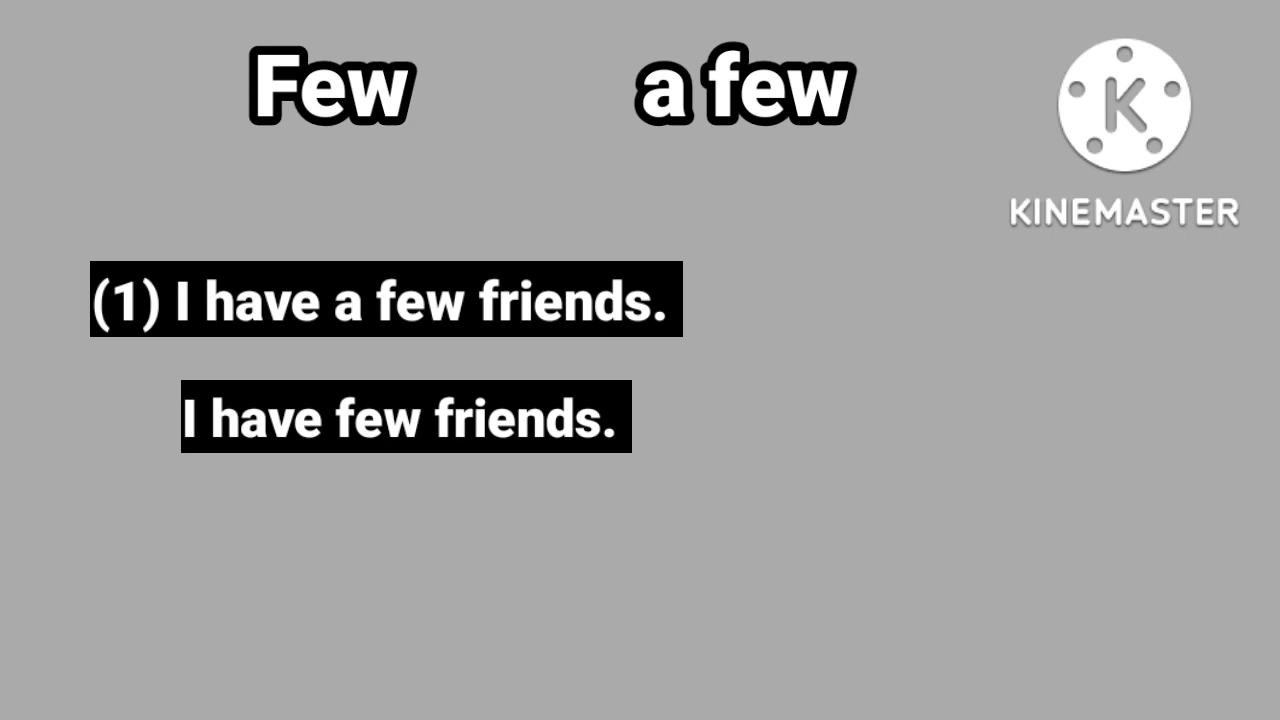 Few a few
KINEMASTER
(1) I have a few friends.
I have few friends.